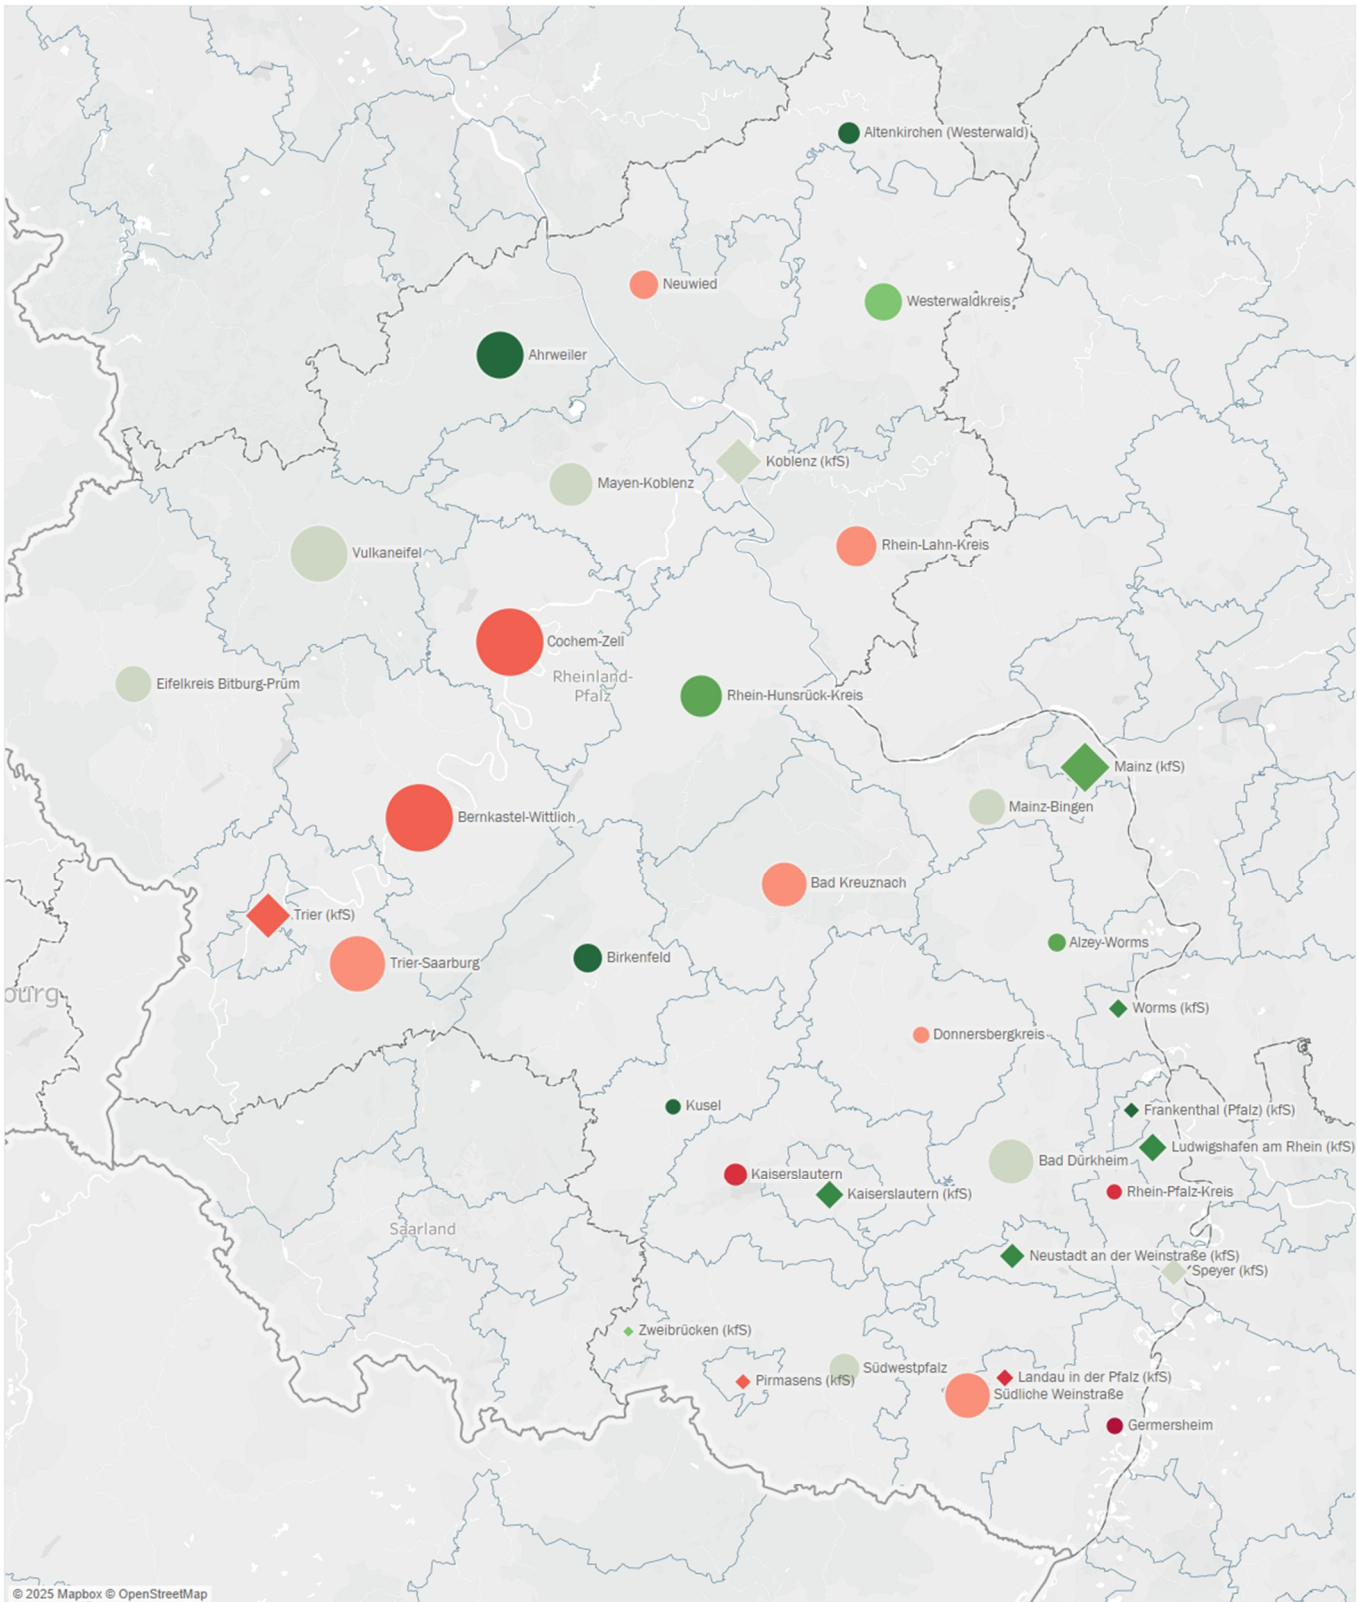 Altenkirchen (Westerwald)
Neuwied
Westerwaldkreis
Ahrweiler
Koblenz (kfS)
Mayen-Koblenz
Rhein-Lahn-Kreis
Vulkaneifel
Cochem-Zell
Rheinland-
Pfalz
Eifelkreis Bitburg-Prüm
Rhein-Hunsrück-Kreis
Mainz (kfS)
Mainz-Bingen
Bernkastel-Wittlich
Bad Kreuznach
Trier (kfS)
Alzey-Worms
Birkenfeld
Trier-Saarburg
burg
Worms (kfS)
Donnersbergkreis
Kusel
Frankenthal (Pfalz) (kfS)
Ludwigshafen am Rhein (kfS)
Bad Dürkheim
Kaiserslautern
Rhein-Pfalz-Kreis
Kaiserslautern (kfS)
Saarland
Neustadt an der Weinstraße (kfS)
Speyer (kfS)
Zweibrücken (kfS)
Südwestpfalz
Landau in der Pfalz (kfS)
Pirmasens (kfS)
Südliche Weinstraße
Germersheim
© 2025 Mapbox © OpenStreetMap